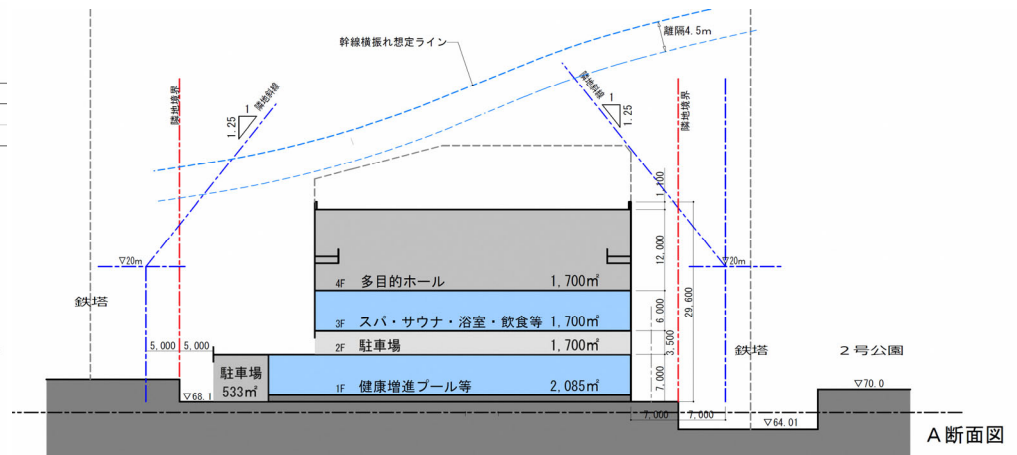 幹線横振れ想定ライン
離隔4.5m
隣地境界
1
1.25
隣地斜線
隣地斜線
1
1.25
隣地境界
▽20m
▽20m
鉄塔
鉄塔
2号公園
4F 多目的ホール 1,700㎡
3F スパ・サウナ・浴室・飲食等 1,700㎡
2F 駐車場 1,700㎡
1F 健康増進プール等 2,085㎡
駐車場
533㎡
5,000 5,000
1,100
12,000
6,000
3,500
7,000
29,600
7,000 7,000
▽68.1
▽64.01
▽70.0
A断面図